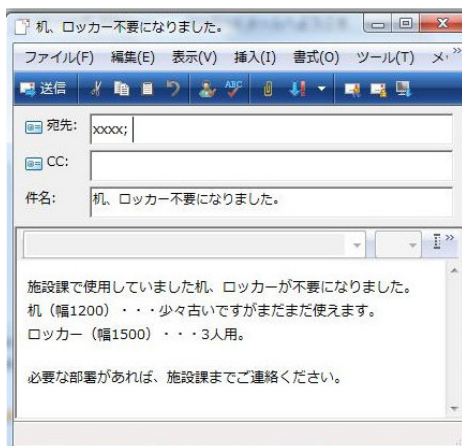 机、ロッカー不要になりました。
ファイル(F) 編集(E) 表示(V) 挿入(I) 書式(O) ツール(T) メ
送信
ABC
宛先: xxxx;
CC:
件名: 机、ロッカー不要になりました。
施設課で使用していました机、ロッカーが不要になりました。
机（幅1200）・・・少々古いですがまだまだ使えます。
ロッカー（幅1500）・・・3人用。
必要な部署があれば、施設課までご連絡ください。